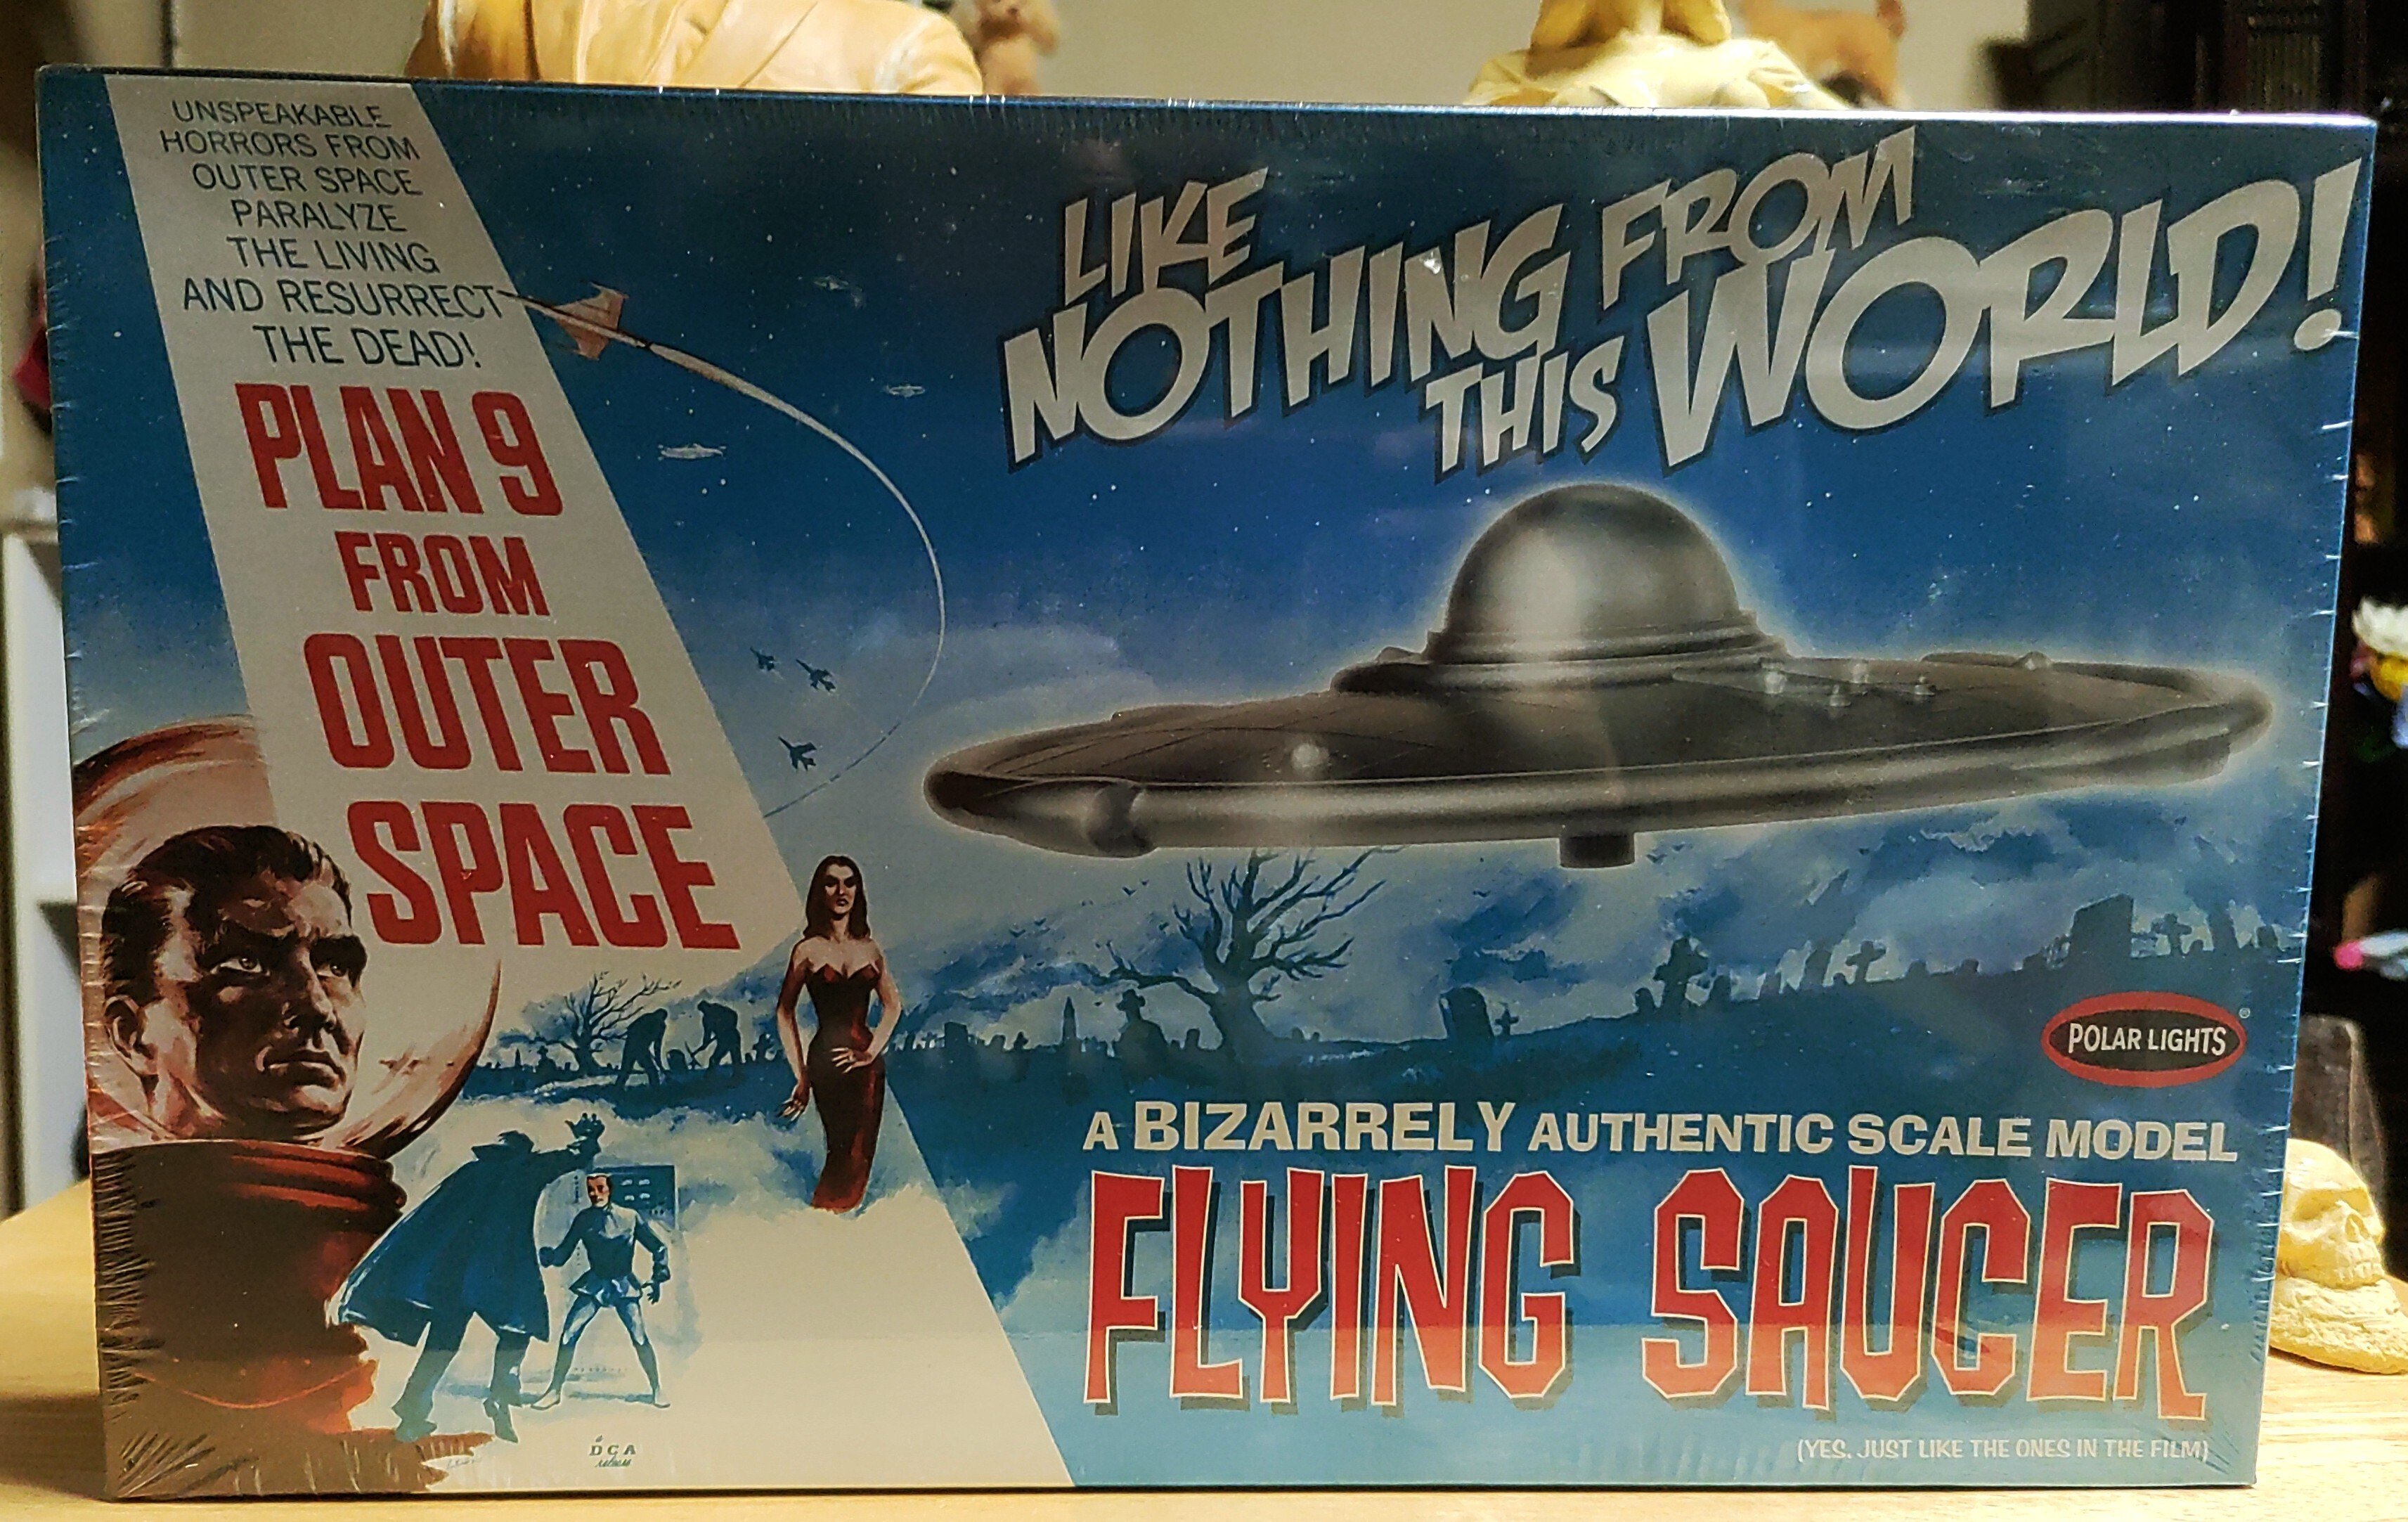 UNSPEAKABLE
HORRORS FROM
OUTER SPACE
PARALYZE
THE LIVING
AND RESURRECT
THE DEAD!
PLAN 9
FROM
OUTER
SPACE
LIKE
NOTHING FROM
THIS WORLD!
POLAR LIGHTS®
A BIZARRELY AUTHENTIC SCALE MODEL
FLYING SAUCER
(YES, JUST LIKE THE ONES IN THE FILM)
a
DCA
release